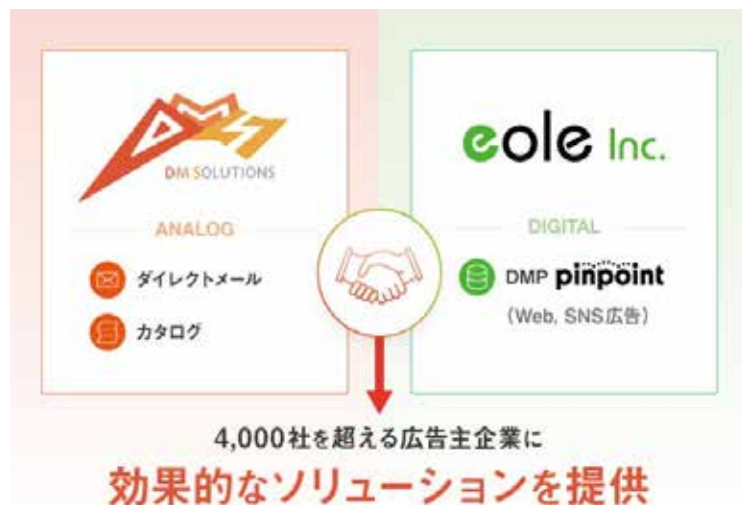 DMS
DM SOLUTIONS
ANALOG
ダイレクトメール
カタログ
eole Inc.
DIGITAL
DMP pinpoint
（Web, SNS広告）
4,000社を超える広告主企業に
効果的なソリューションを提供